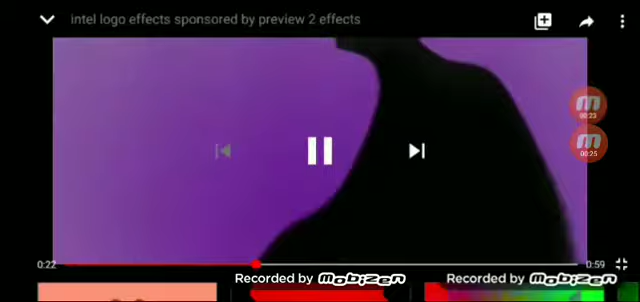 intel logo effects sponsored by preview 2 effects
00:23
00:25
0:22
0:59
Recorded by mobizen
Recorded by mobizen